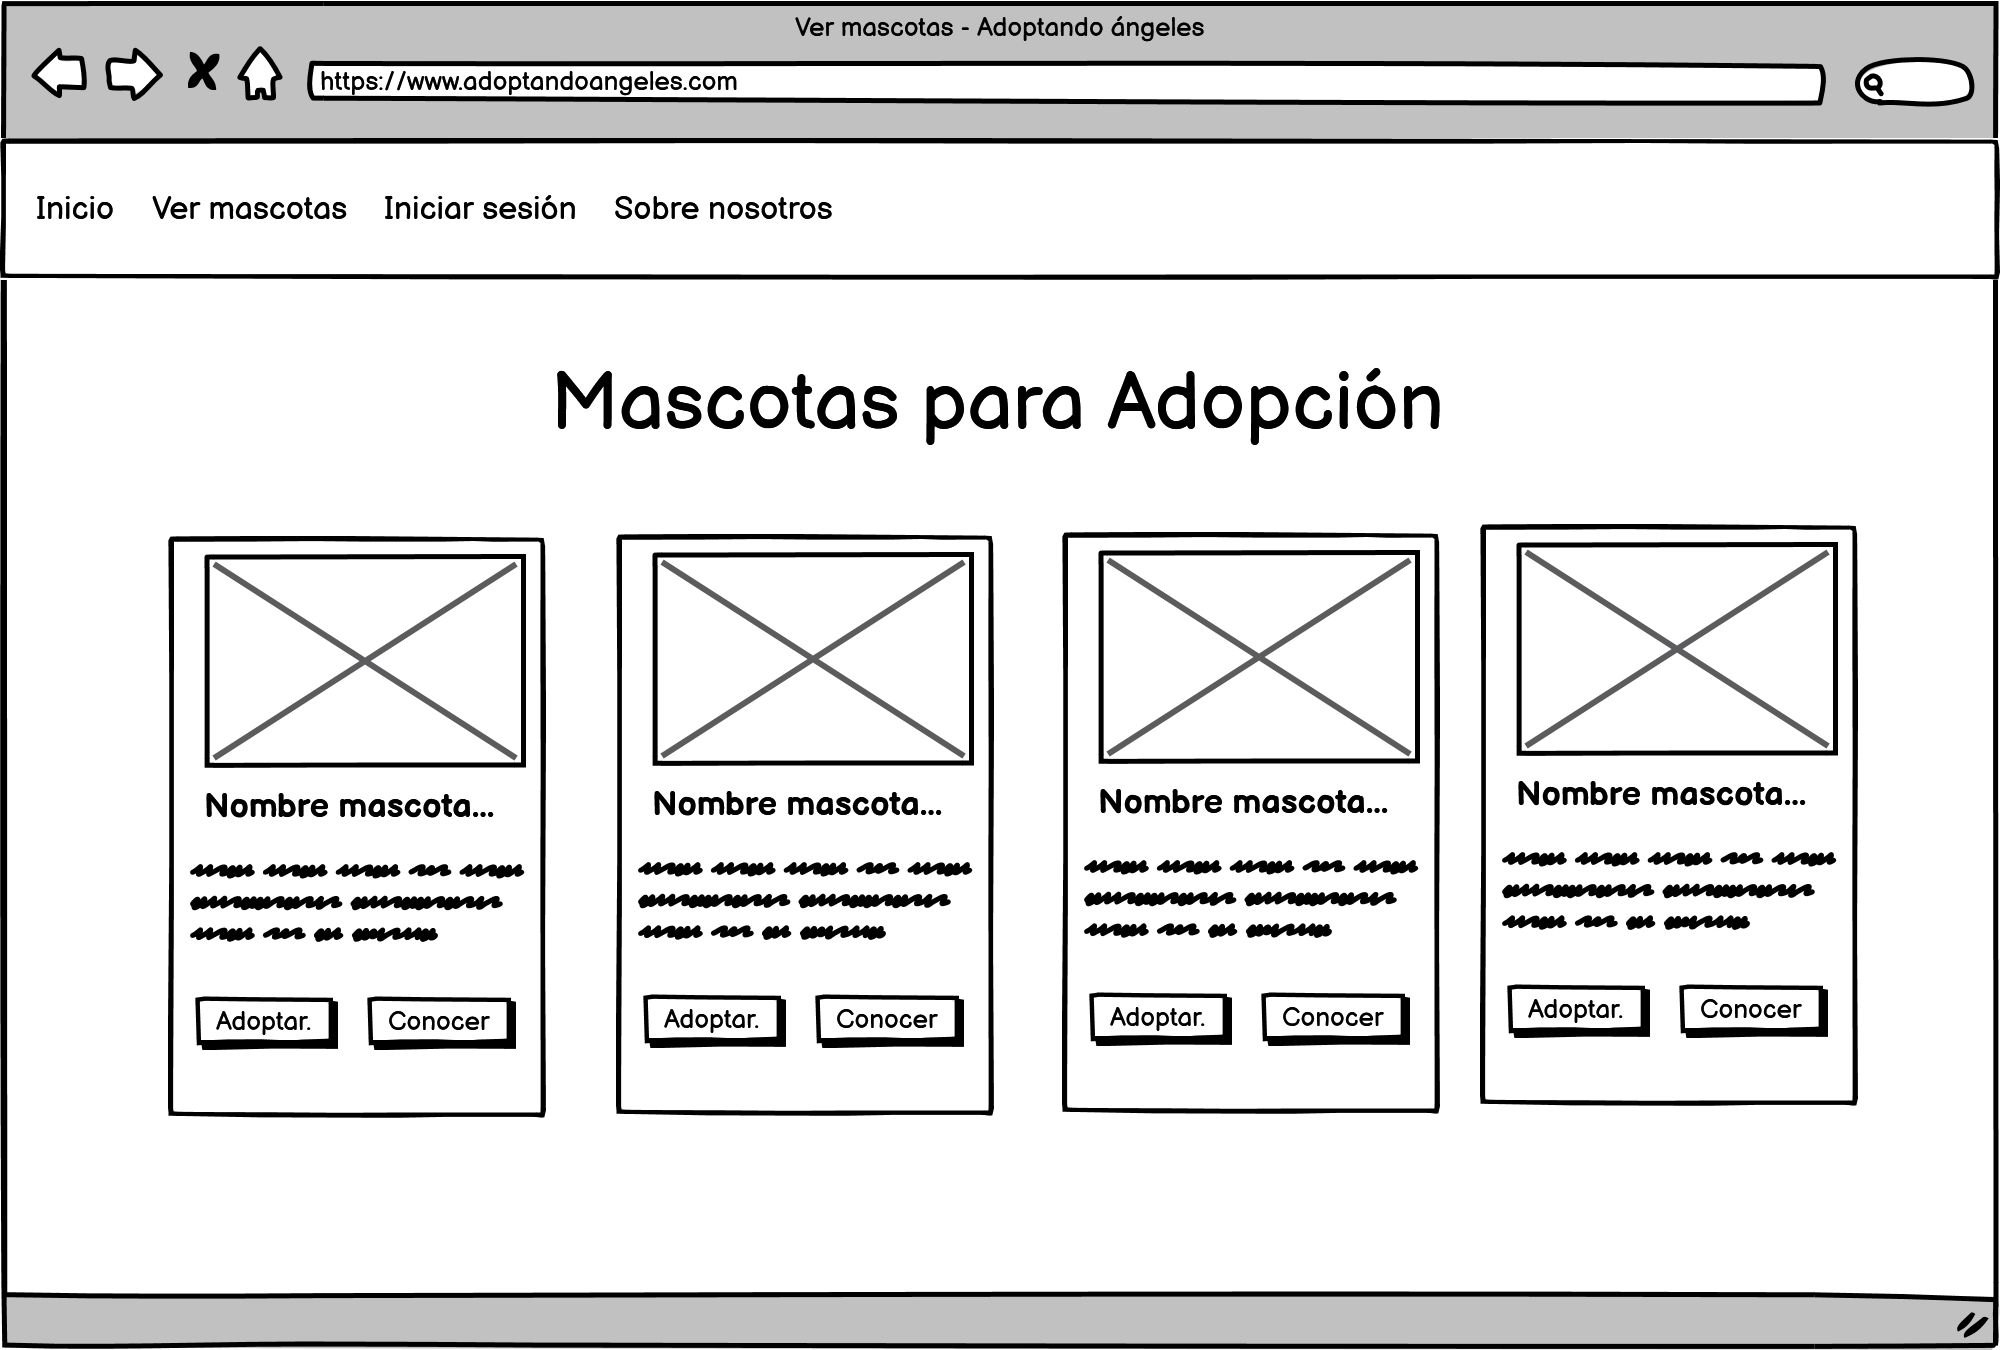 Ver mascotas - Adoptando ángeles
https://www.adoptandoangeles.com
Inicio Ver mascotas Iniciar sesión Sobre nosotros
Mascotas para Adopción
Nombre mascota... Nombre mascota... Nombre mascota... Nombre mascota...
Adoptar. Conocer Adoptar. Conocer Adoptar. Conocer Adoptar. Conocer